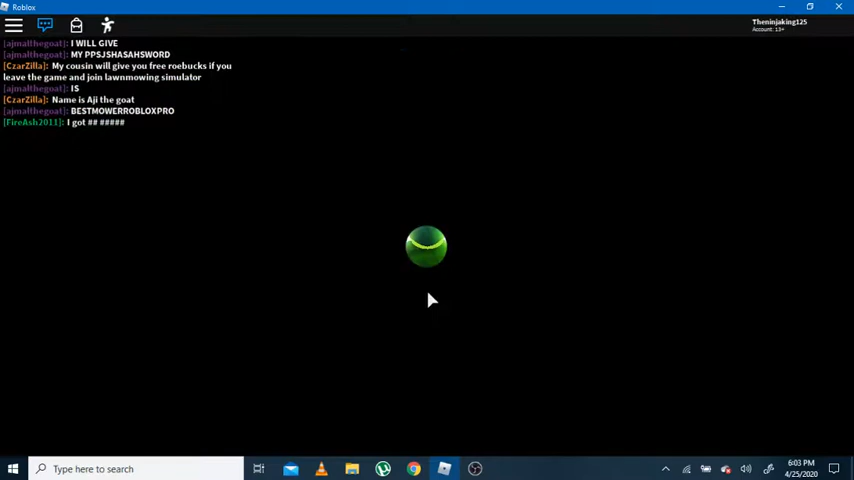 Roblox
Theninjaking125
Account: 13+
[ajmalthegoat]: I WILL GIVE
[ajmalthegoat]: MY PPSJSHASAHSWORD
[CzarZilla]: My cousin will give you free roebucks if you
leave the game and join lawnmowing simulator
[ajmalthegoat]: IS
[CzarZilla]: Name is Aji the goat
[ajmalthegoat]: BESTMOWERROBLOXPRO
[FireAsh2011]: I got ## #####
Type here to search
6:03 PM
4/25/2020